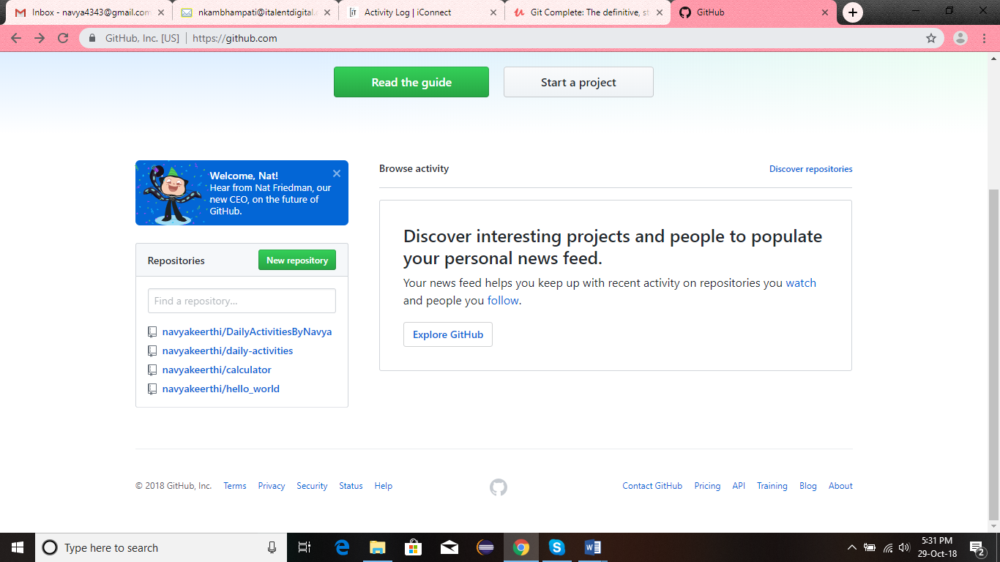 Inbox - navya4343@gmail.com
nkambhampati@italentdigital.
Activity Log | iConnect
Git Complete: The definitive, st
GitHub
GitHub, Inc. [US] | https://github.com
Read the guide
Start a project
Welcome, Nat!
Hear from Nat Friedman, our
new CEO, on the future of
GitHub.
Repositories
New repository
Find a repository...
navyakeerthi/DailyActivitiesByNavya
navyakeerthi/daily-activities
navyakeerthi/calculator
navyakeerthi/hello_world
Browse activity
Discover repositories
Discover interesting projects and people to populate
your personal news feed.
Your news feed helps you keep up with recent activity on repositories you watch
and people you follow.
Explore GitHub
© 2018 GitHub, Inc.
Terms
Privacy
Security
Status
Help
Contact GitHub
Pricing
API
Training
Blog
About
Type here to search
5:31 PM
29-Oct-18
2